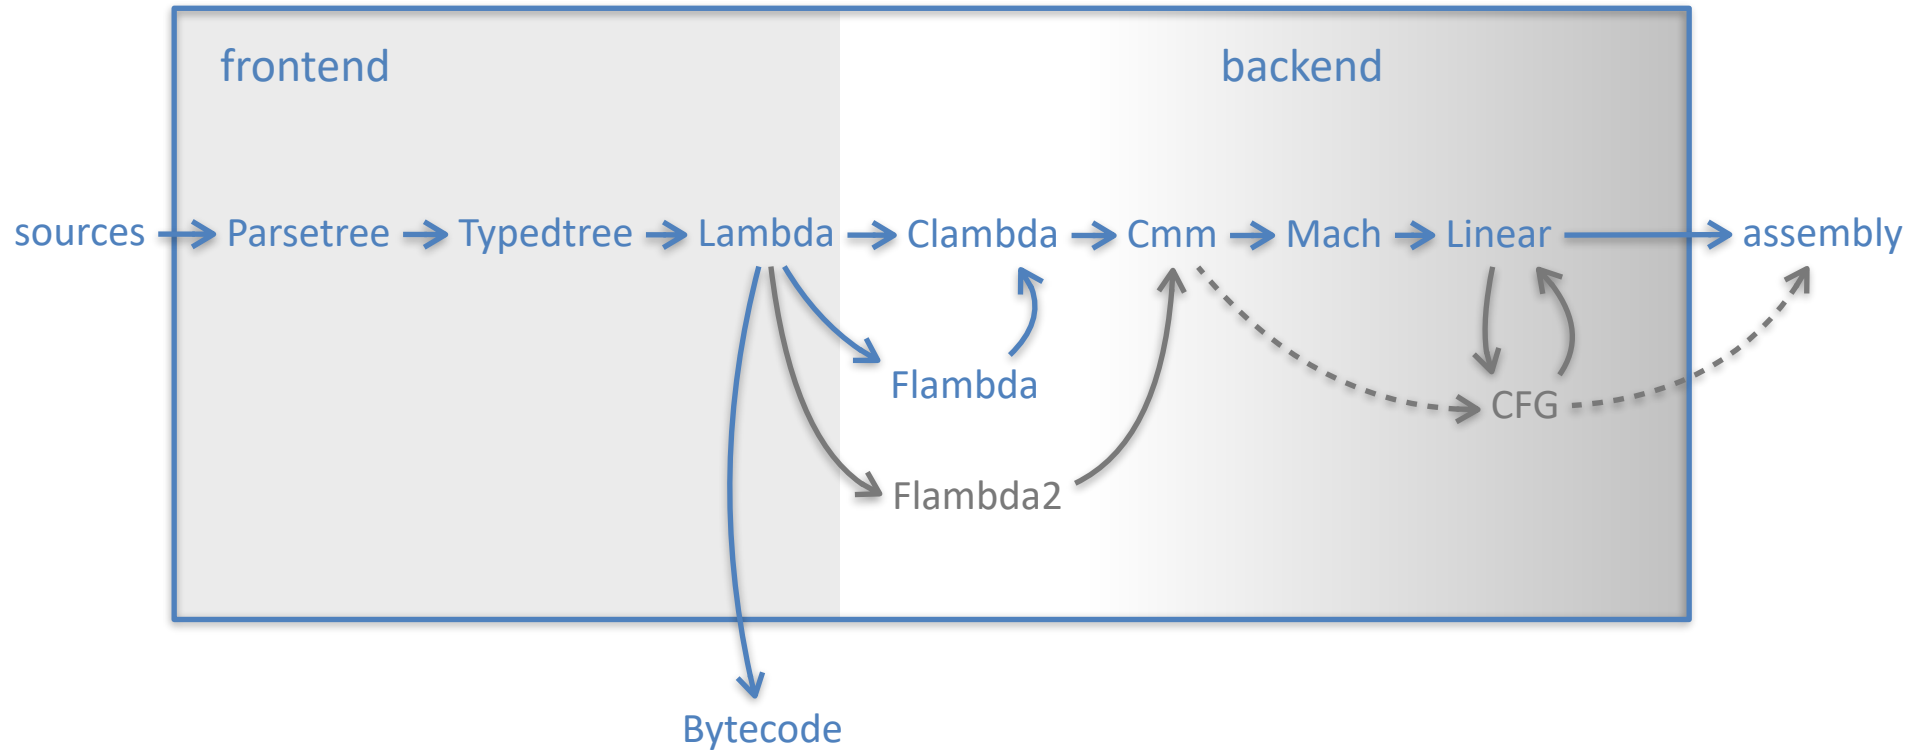 frontend
backend
sources
Parsetree
Typedtree
Lambda
Clambda
Cmm
Mach
Linear
assembly
Flambda
CFG
Flambda2
Bytecode